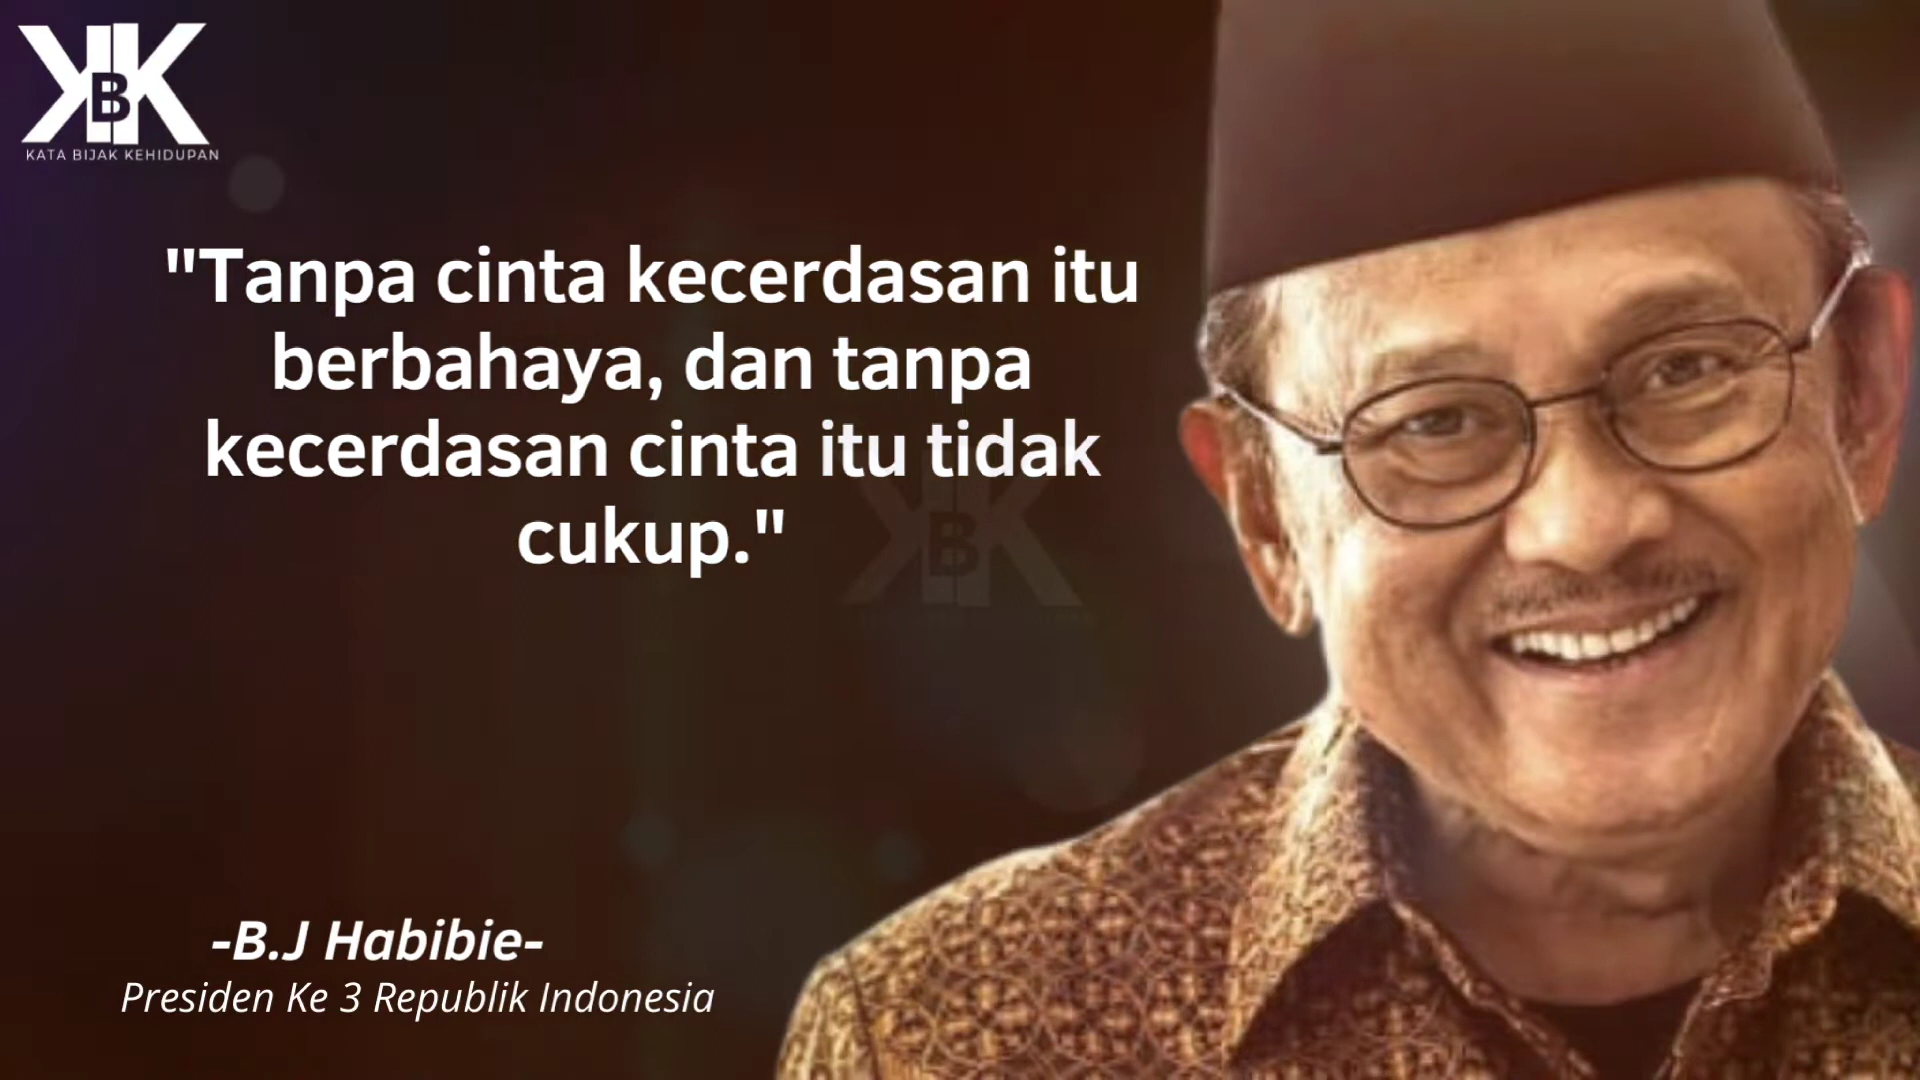 KBK
KATA BIJAK KEHIDUPAN
"Tanpa cinta kecerdasan itu
berbahaya, dan tanpa
kecerdasan cinta itu tidak
cukup."
KBK
-B.J Habibie-
Presiden Ke 3 Republik Indonesia